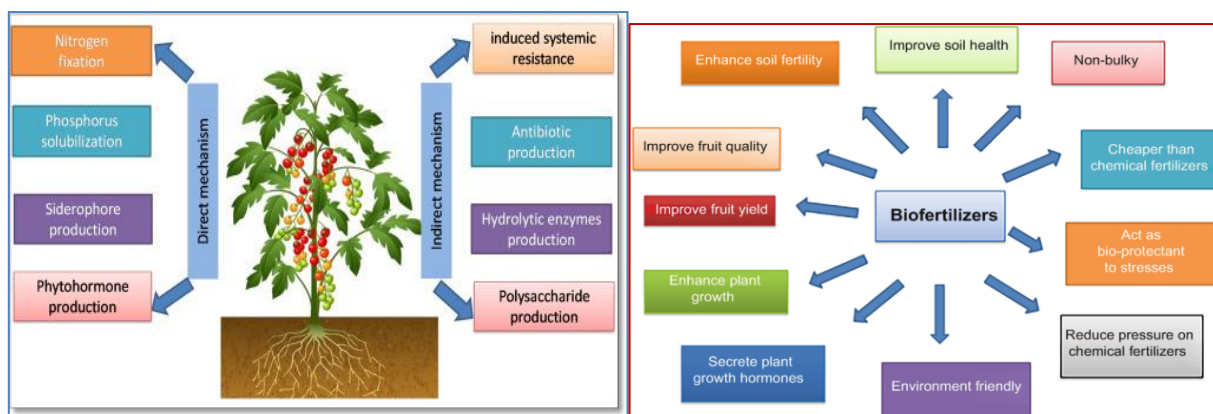 Nitrogen
fixation
Phosphorus
solubilization
Siderophore
production
Phytohormone
production
Direct mechanism
Indirect mechanism
induced systemic
resistance
Antibiotic
production
Hydrolytic enzymes
production
Polysaccharide
production
Enhance soil fertility
Improve soil health
Non-bulky
Improve fruit quality
Cheaper than
chemical fertilizers
Improve fruit yield
Biofertilizers
Act as
bio-protectant
to stresses
Enhance plant
growth
Reduce pressure on
chemical fertilizers
Secrete plant
growth hormones
Environment friendly